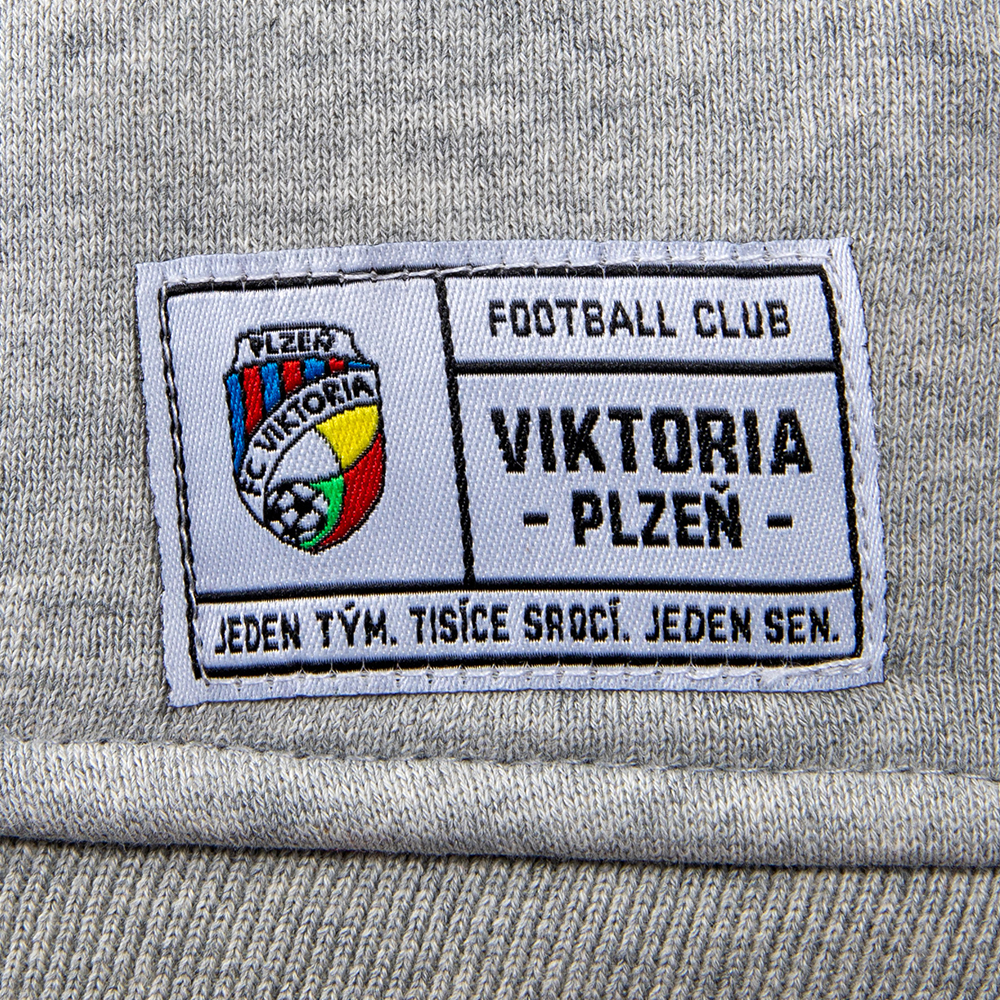 PLZEŇ
FC VIKTORIA
FOOTBALL CLUB
VIKTORIA
- PLZEŇ -
JEDEN TÝM. TISÍCE SRDCÍ. JEDEN SEN.